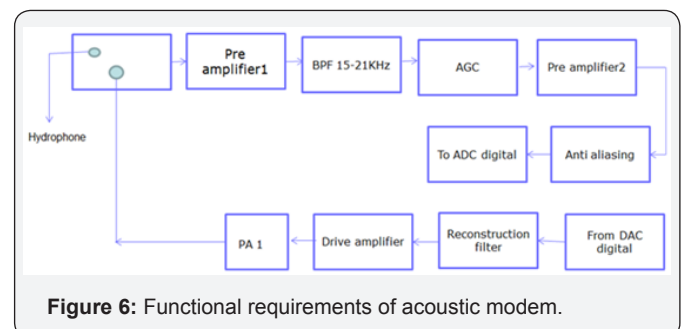 Pre
amplifier1
BPF 15-21KHz
AGC
Pre amplifier2
Hydrophone
To ADC digital
Anti aliasing
PA 1
Drive amplifier
Reconstruction
filter
From DAC
digital
Figure 6: Functional requirements of acoustic modem.